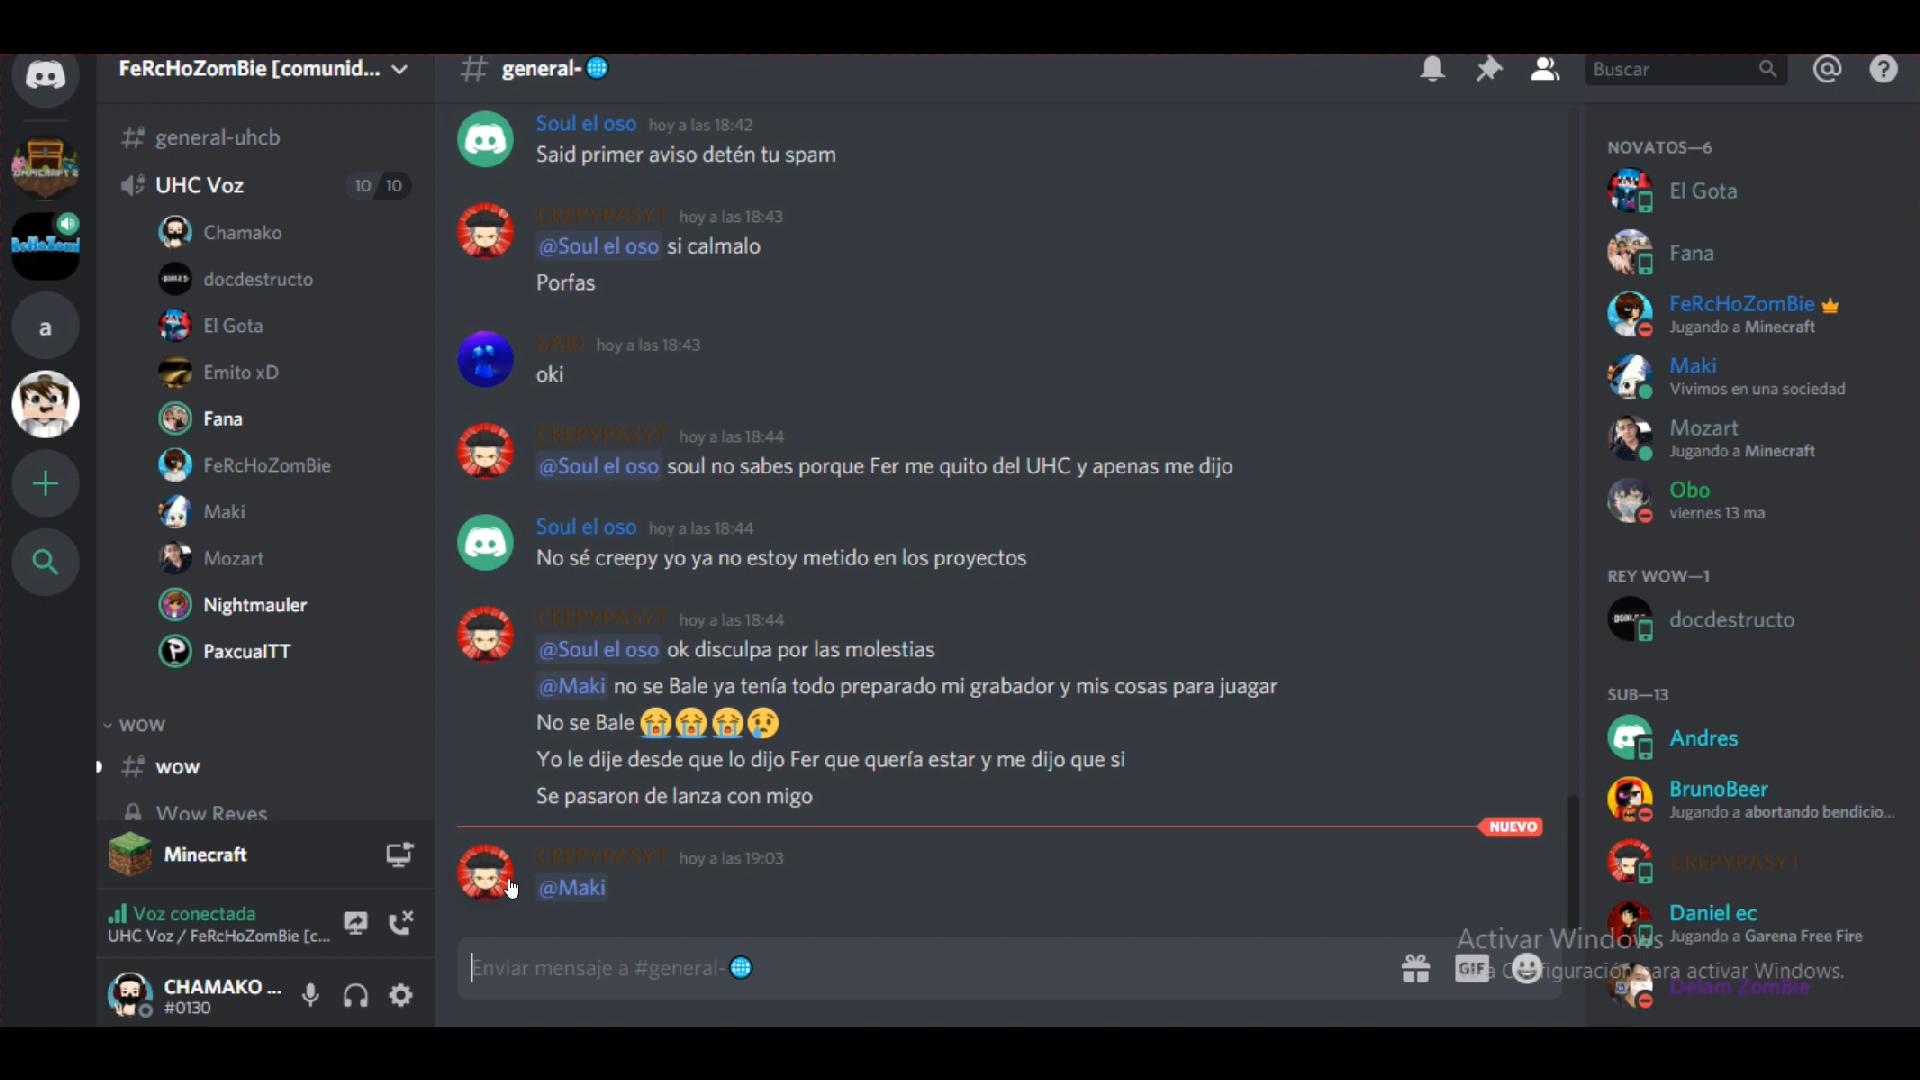 FeRcHoZomBie [comunid...
general-uhcb
UHC Voz 10 / 10
Chamako
docdestructo
El Gota
Emito xD
Fana
FeRcHoZomBie
Maki
Mozart
Nightmauler
PaxcualTT
WOW
wow
Wow Reyes
Minecraft
Voz conectada
UHC Voz / FeRcHoZomBie [c...
CHAMAKO ...
#0130
a
# general-
Buscar
Soul el oso hoy a las 18:42
Said primer aviso detén tu spam
CREPYPASYT hoy a las 18:43
@Soul el oso si calmalo
Porfas
SAID hoy a las 18:43
oki
CREPYPASYT hoy a las 18:44
@Soul el oso soul no sabes porque Fer me quito del UHC y apenas me dijo
Soul el oso hoy a las 18:44
No sé creepy yo ya no estoy metido en los proyectos
CREPYPASYT hoy a las 18:44
@Soul el oso ok disculpa por las molestias
@Maki no se Bale ya tenía todo preparado mi grabador y mis cosas para juagar
No se Bale 😭😭😭😢
Yo le dije desde que lo dijo Fer que quería estar y me dijo que si
Se pasaron de lanza con migo
NUEVO
CREPYPASYT hoy a las 19:03
@Maki
Enviar mensaje a #general-
GIF
NOVATOS—6
El Gota
Fana
FeRcHoZomBie
Jugando a Minecraft
Maki
Vivimos en una sociedad
Mozart
Jugando a Minecraft
Obo
viernes 13 ma
REY WOW—1
docdestructo
SUB—13
Andres
BrunoBeer
Jugando a abortando bendicio...
CREPYPASYT
Daniel ec
Jugando a Garena Free Fire
Delam ZomBie
Activar Windows
figuración para activar Windows.